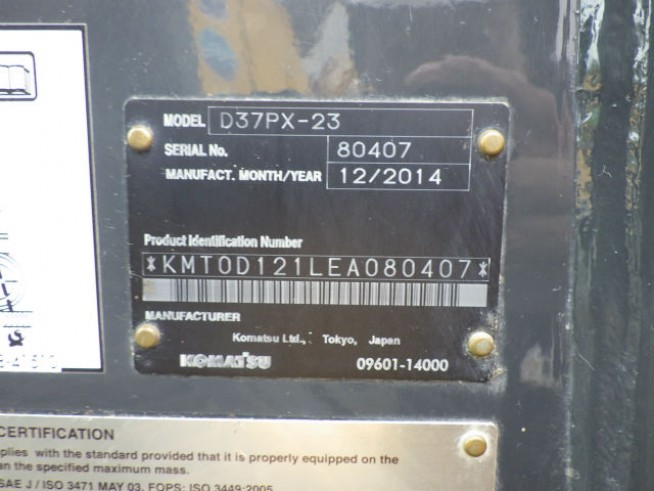 MODEL D37PX-23
SERIAL No. 80407
MANUFACT. MONTH/YEAR 12/2014
Product Identification Number
*KMT0D121LEA080407*
MANUFACTURER
Komatsu Ltd., Tokyo, Japan
KOMATSU 09601-14000
CERTIFICATION
plies with the standard provided that it is properly mounted on the
an the specified maximum mass.
SAE J / ISO 3471 MAY 03, FOPS: ISO 3449:2005